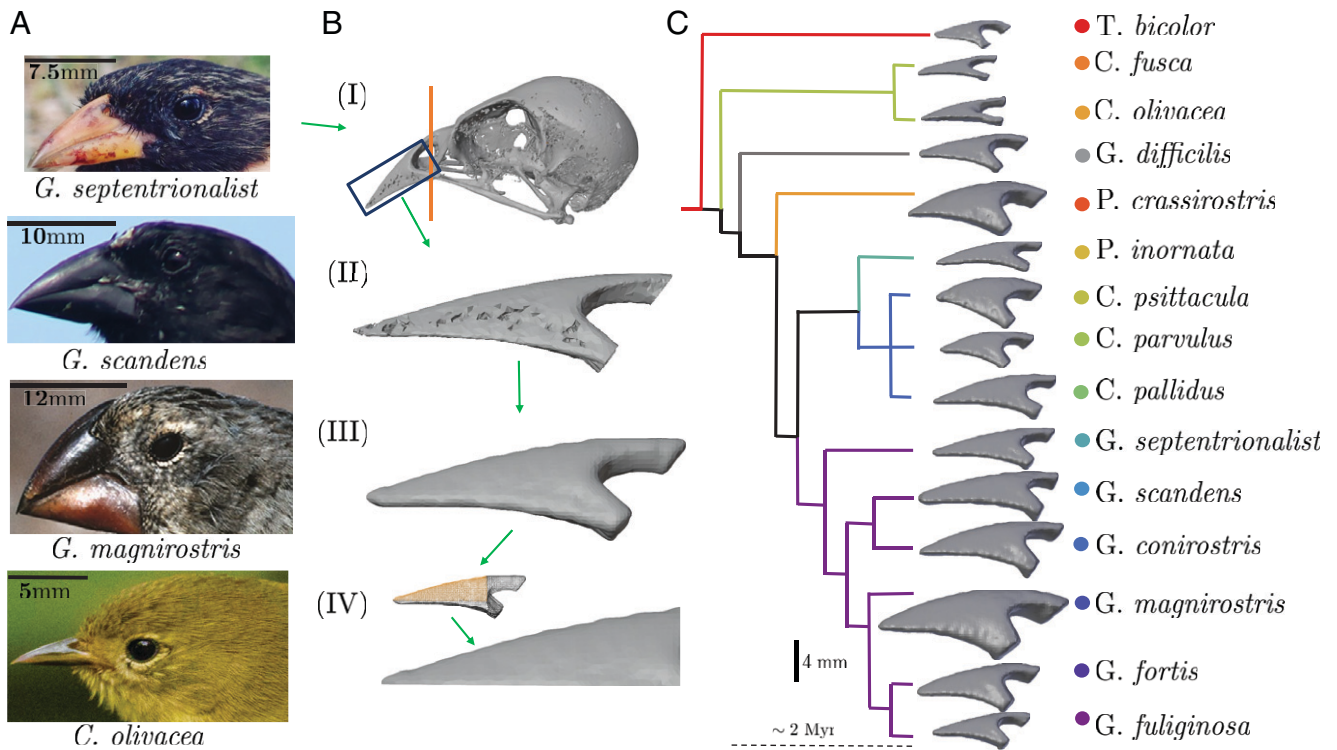 A
7.5mm
G. septentrionalist
10mm
G. scandens
12mm
G. magnirostris
5mm
C. olivacea
B
(I)
(II)
(III)
(IV)
C
T. bicolor
C. fusca
C. olivacea
G. difficilis
P. crassirostris
P. inornata
C. psittacula
C. parvulus
C. pallidus
G. septentrionalist
G. scandens
G. conirostris
G. magnirostris
G. fortis
G. fuliginosa
4 mm
~ 2 Myr